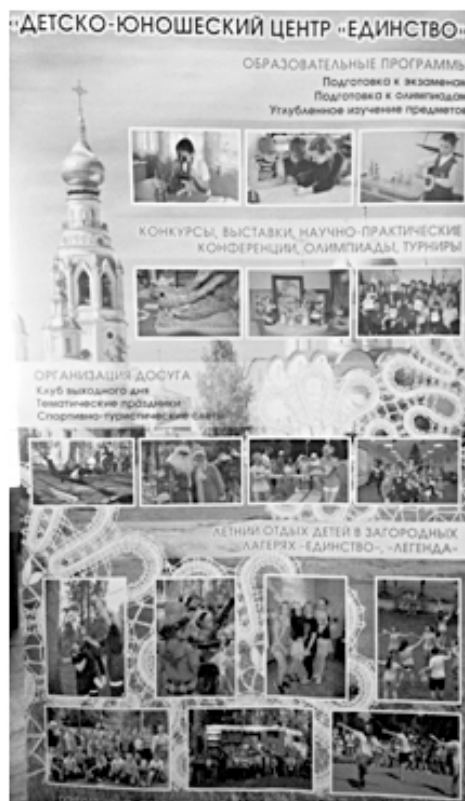 «ДЕТСКО-ЮНОШЕСКИЙ ЦЕНТР «ЕДИНСТВО»
ОБРАЗОВАТЕЛЬНЫЕ ПРОГРАММЫ
Подготовка к экзаменам
Подготовка к олимпиадам
Углубленное изучение предметов
КОНКУРСЫ, ВЫСТАВКИ, НАУЧНО-ПРАКТИЧЕСКИЕ
КОНФЕРЕНЦИИ, ОЛИМПИАДЫ, ТУРНИРЫ
ОРГАНИЗАЦИЯ ДОСУГА
Клуб выходного дня
Тематические праздники
Спортивно-туристические слеты
ЛЕТНИЙ ОТДЫХ ДЕТЕЙ В ЗАГОРОДНЫХ
ЛАГЕРЯХ «ЕДИНСТВО», «ЛЕГЕНДА»